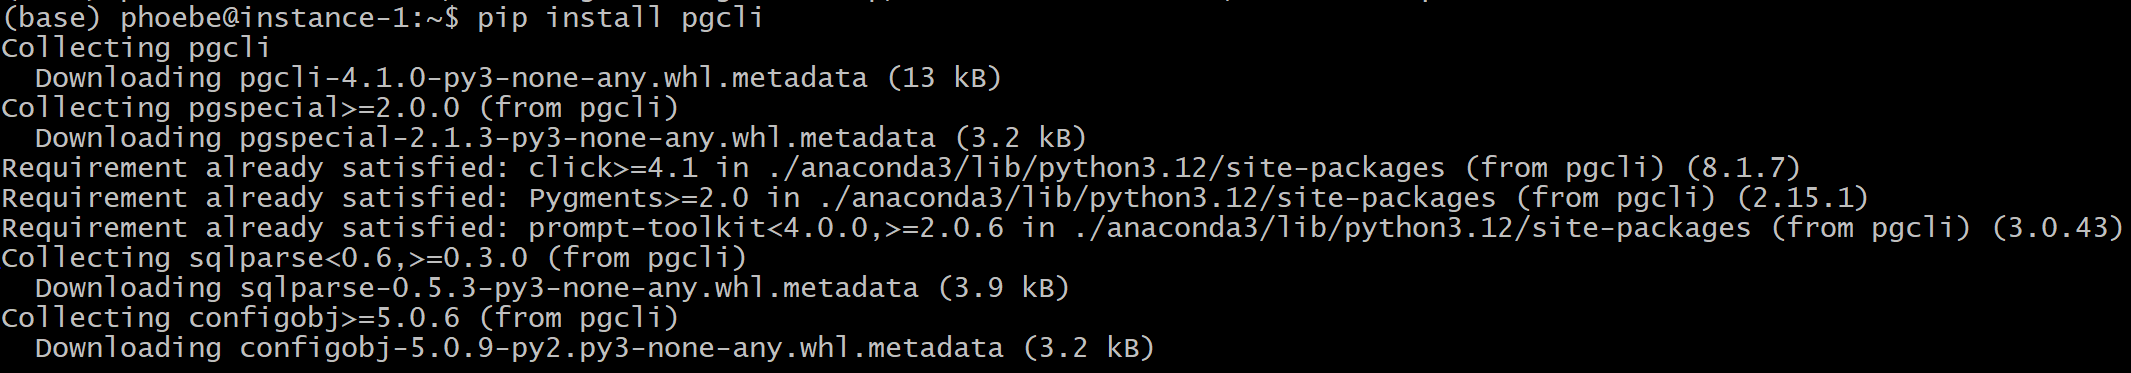 (base) phoebe@instance-1:~$ pip install pgcli
Collecting pgcli
  Downloading pgcli-4.1.0-py3-none-any.whl.metadata (13 kB)
Collecting pgspecial>=2.0.0 (from pgcli)
  Downloading pgspecial-2.1.3-py3-none-any.whl.metadata (3.2 kB)
Requirement already satisfied: click>=4.1 in ./anaconda3/lib/python3.12/site-packages (from pgcli) (8.1.7)
Requirement already satisfied: Pygments>=2.0 in ./anaconda3/lib/python3.12/site-packages (from pgcli) (2.15.1)
Requirement already satisfied: prompt-toolkit<4.0.0,>=2.0.6 in ./anaconda3/lib/python3.12/site-packages (from pgcli) (3.0.43)
Collecting sqlparse<0.6,>=0.3.0 (from pgcli)
  Downloading sqlparse-0.5.3-py3-none-any.whl.metadata (3.9 kB)
Collecting configobj>=5.0.6 (from pgcli)
  Downloading configobj-5.0.9-py2.py3-none-any.whl.metadata (3.2 kB)